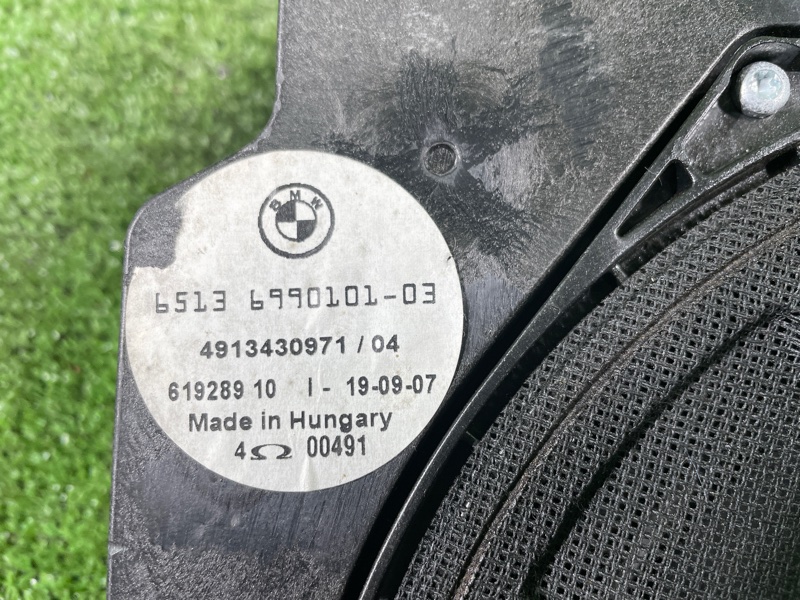 BMW
6513 6990101-03
4913430971 / 04
619289 10 I - 19-09-07
Made in Hungary
4Ω 00491